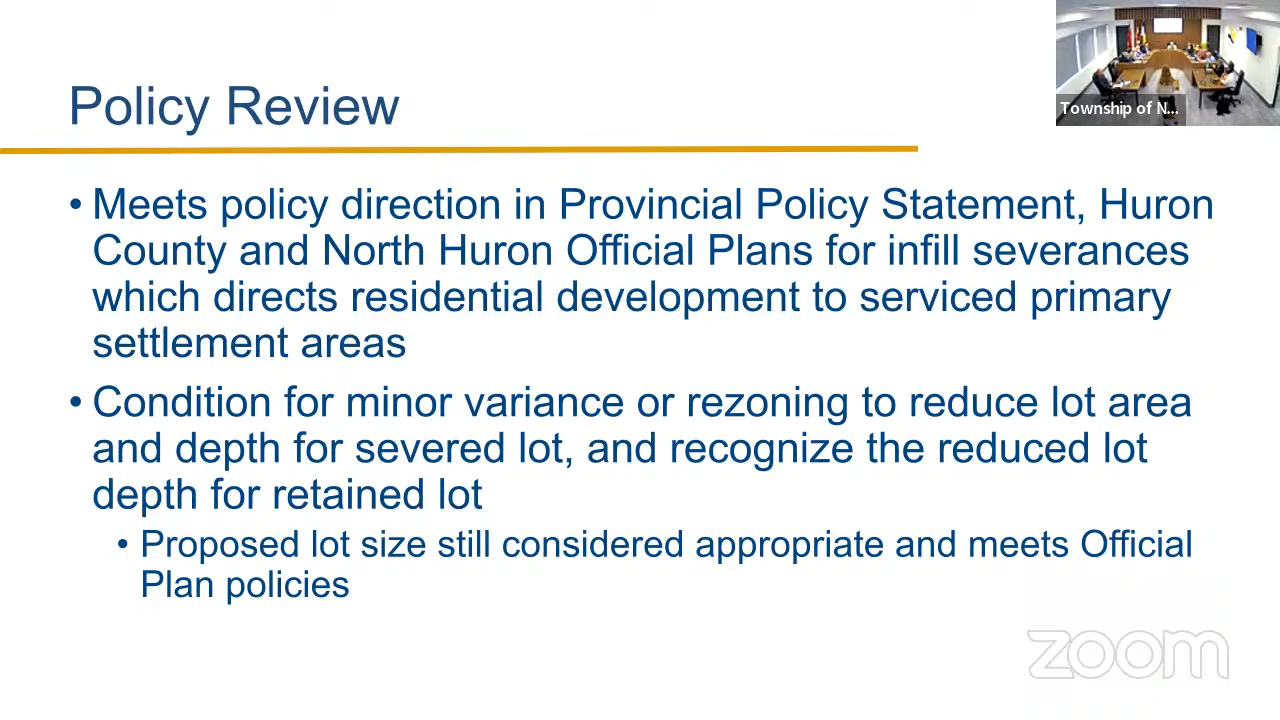 Township of N...
Policy Review
• Meets policy direction in Provincial Policy Statement, Huron
County and North Huron Official Plans for infill severances
which directs residential development to serviced primary
settlement areas
• Condition for minor variance or rezoning to reduce lot area
and depth for severed lot, and recognize the reduced lot
depth for retained lot
• Proposed lot size still considered appropriate and meets Official
Plan policies
zoom